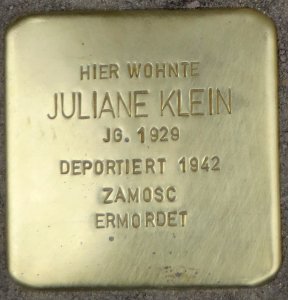 HIER WOHNTE
JULIANE KLEIN
JG. 1929
DEPORTIERT 1942
ZAMOSC
ERMORDET